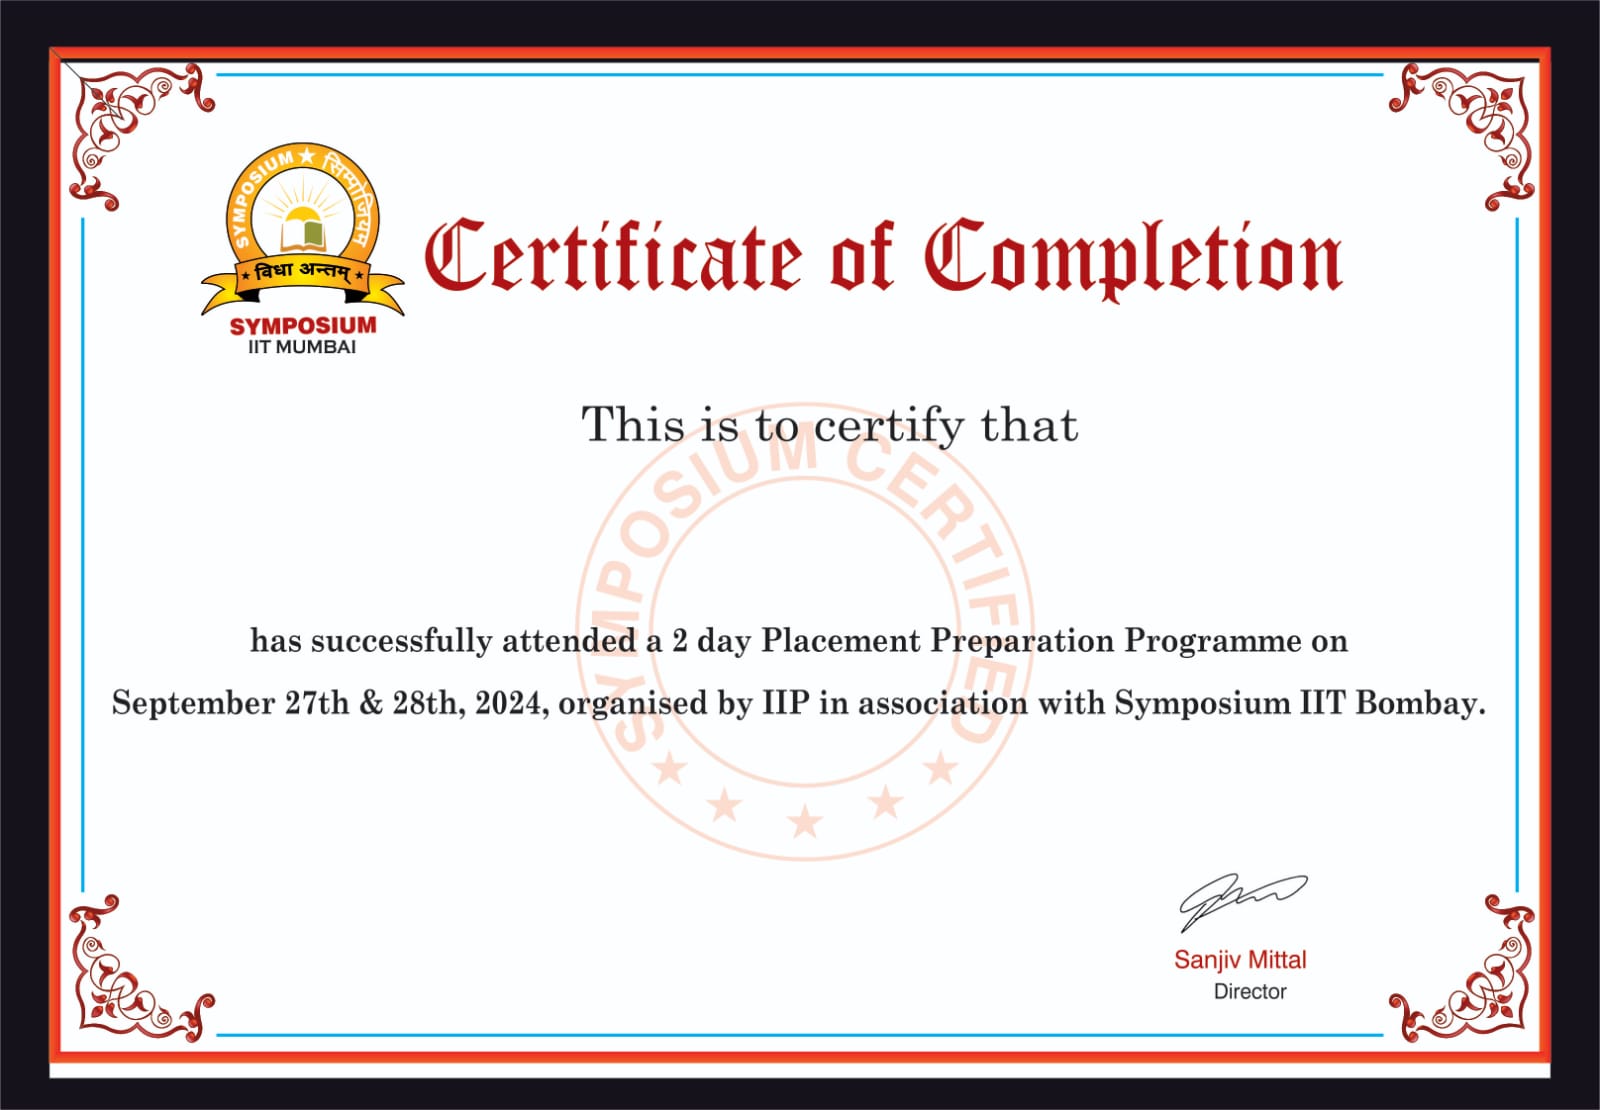 SYMPOSIUM ★ सिम्पोजियम
★ विधा अन्तम् ★
SYMPOSIUM
IIT MUMBAI
Certificate of Completion
This is to certify that
SYMPOSIUM CERTIFIED
has successfully attended a 2 day Placement Preparation Programme on
September 27th & 28th, 2024, organised by IIP in association with Symposium IIT Bombay.
Sanjiv Mittal
Director